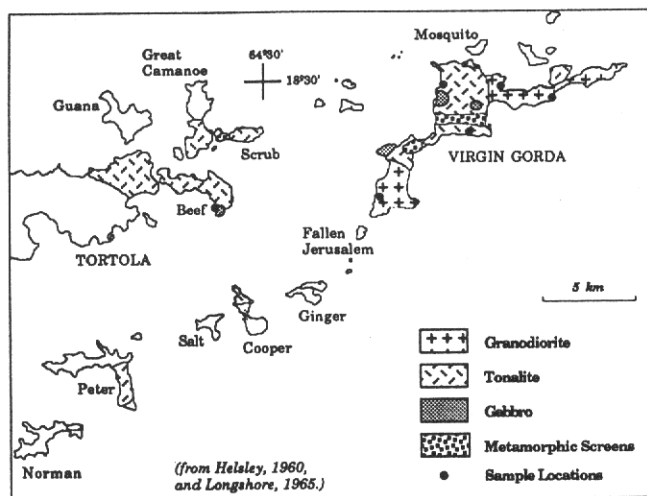 Mosquito
Great
Camanoe
64°30'
18°30'
Guana
Scrub
VIRGIN GORDA
Beef
Fallen
Jerusalem
TORTOLA
5 km
Ginger
Salt
Cooper
Granodiorite
Tonalite
Peter
Gabbro
Metamorphic Screens
Norman
(from Helsley, 1960,
and Longshore, 1965.)
Sample Locations